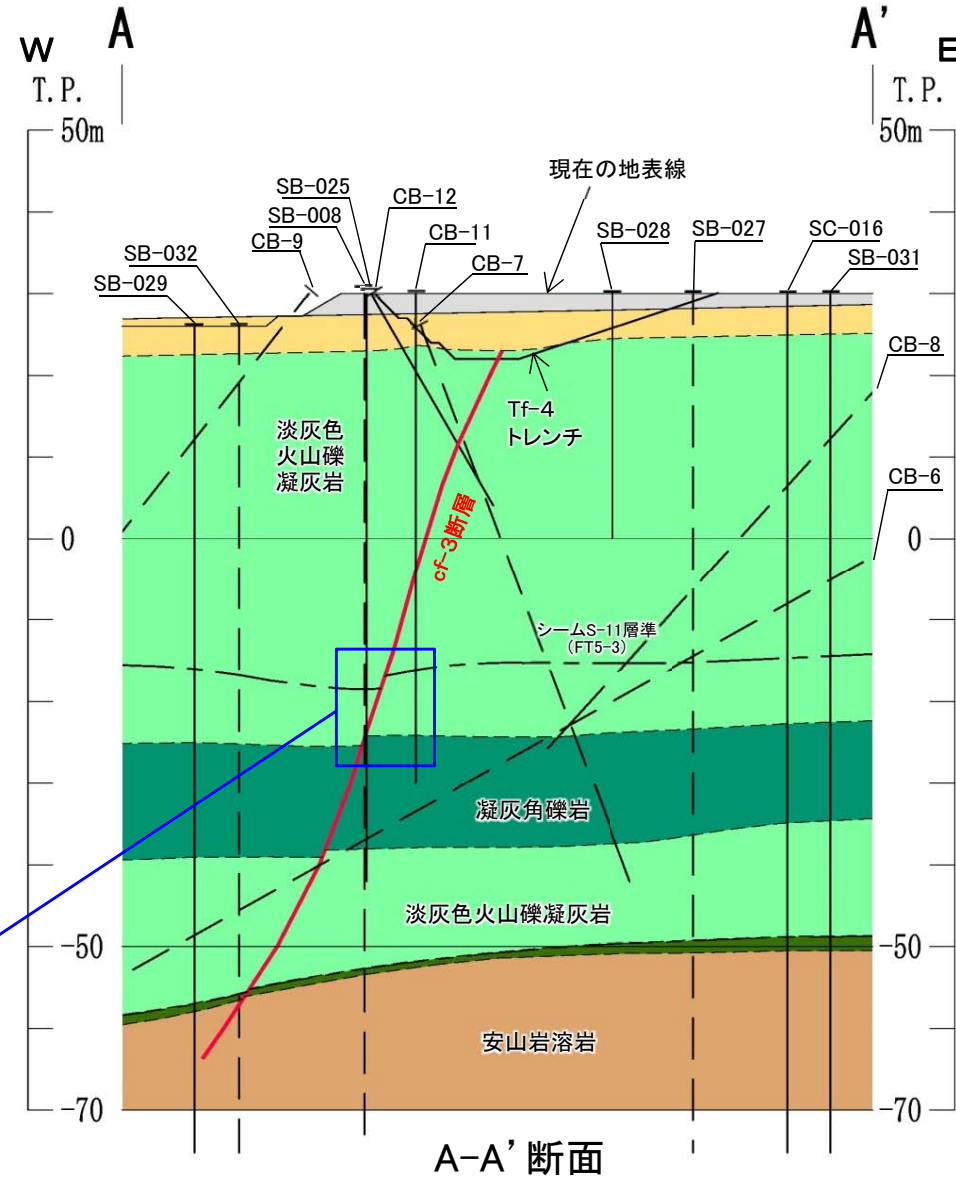 W
A
A’
E
T.P.
T.P.
50m
50m
現在の地表線
SB-025
SB-008
CB-12
CB-9
CB-11
SB-028
SB-027
SC-016
SB-032
CB-7
SB-031
SB-029
CB-8
Tf-4
トレンチ
淡灰色
火山礫
凝灰岩
CB-6
cf-3断層
0
0
シームS-11層準
(FT5-3)
凝灰角礫岩
淡灰色火山礫凝灰岩
-50
-50
安山岩溶岩
-70
-70
A-A’断面